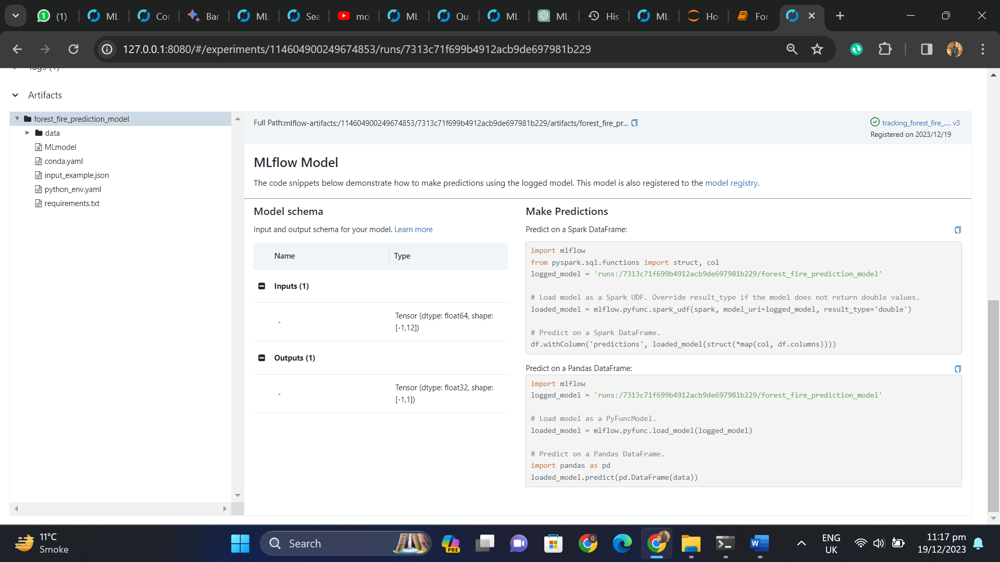 1 (1)
ML
Cor
Bar
ML
Sea
mo
ML
Qui
ML
ML
His
ML
Ho
For
127.0.0.1:8080/#/experiments/114604900249674853/runs/7313c71f699b4912acb9de697981b229
Artifacts
forest_fire_prediction_model
data
MLmodel
conda.yaml
input_example.json
python_env.yaml
requirements.txt
Full Path:mlflow-artifacts:/114604900249674853/7313c71f699b4912acb9de697981b229/artifacts/forest_fire_pr...
tracking_forest_fire_..., v3
Registered on 2023/12/19
MLflow Model
The code snippets below demonstrate how to make predictions using the logged model. This model is also registered to the model registry.
Model schema
Input and output schema for your model. Learn more
Name Type
Inputs (1)
- Tensor (dtype: float64, shape:
[-1,12])
Outputs (1)
- Tensor (dtype: float32, shape:
[-1,1])
Make Predictions
Predict on a Spark DataFrame:
import mlflow
from pyspark.sql.functions import struct, col
logged_model = 'runs:/7313c71f699b4912acb9de697981b229/forest_fire_prediction_model'
# Load model as a Spark UDF. Override result_type if the model does not return double values.
loaded_model = mlflow.pyfunc.spark_udf(spark, model_uri=logged_model, result_type='double')
# Predict on a Spark DataFrame.
df.withColumn('predictions', loaded_model(struct(*map(col, df.columns))))
Predict on a Pandas DataFrame:
import mlflow
logged_model = 'runs:/7313c71f699b4912acb9de697981b229/forest_fire_prediction_model'
# Load model as a PyFuncModel.
loaded_model = mlflow.pyfunc.load_model(logged_model)
# Predict on a Pandas DataFrame.
import pandas as pd
loaded_model.predict(pd.DataFrame(data))
11°C
Smoke
Search
PRE
ENG
UK
11:17 pm
19/12/2023